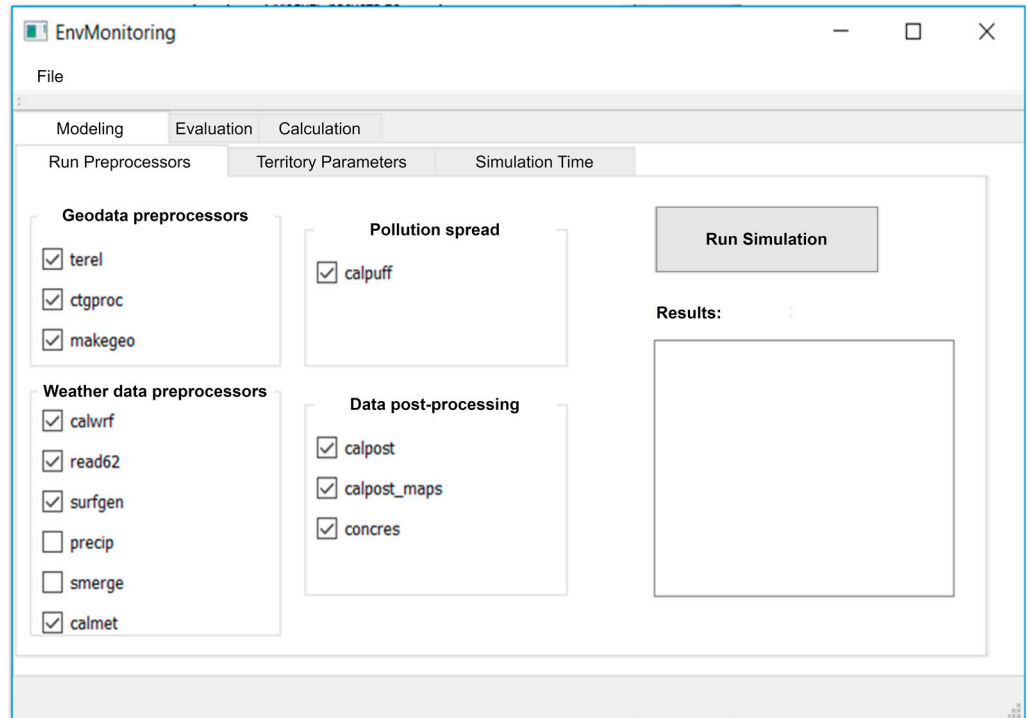 EnvMonitoring
File
Modeling Evaluation Calculation
Run Preprocessors Territory Parameters Simulation Time
Geodata preprocessors
terel
ctgproc
makegeo
Weather data preprocessors
calwrf
read62
surfgen
precip
smerge
calmet
Pollution spread
calpuff
Data post-processing
calpost
calpost_maps
concres
Run Simulation
Results: